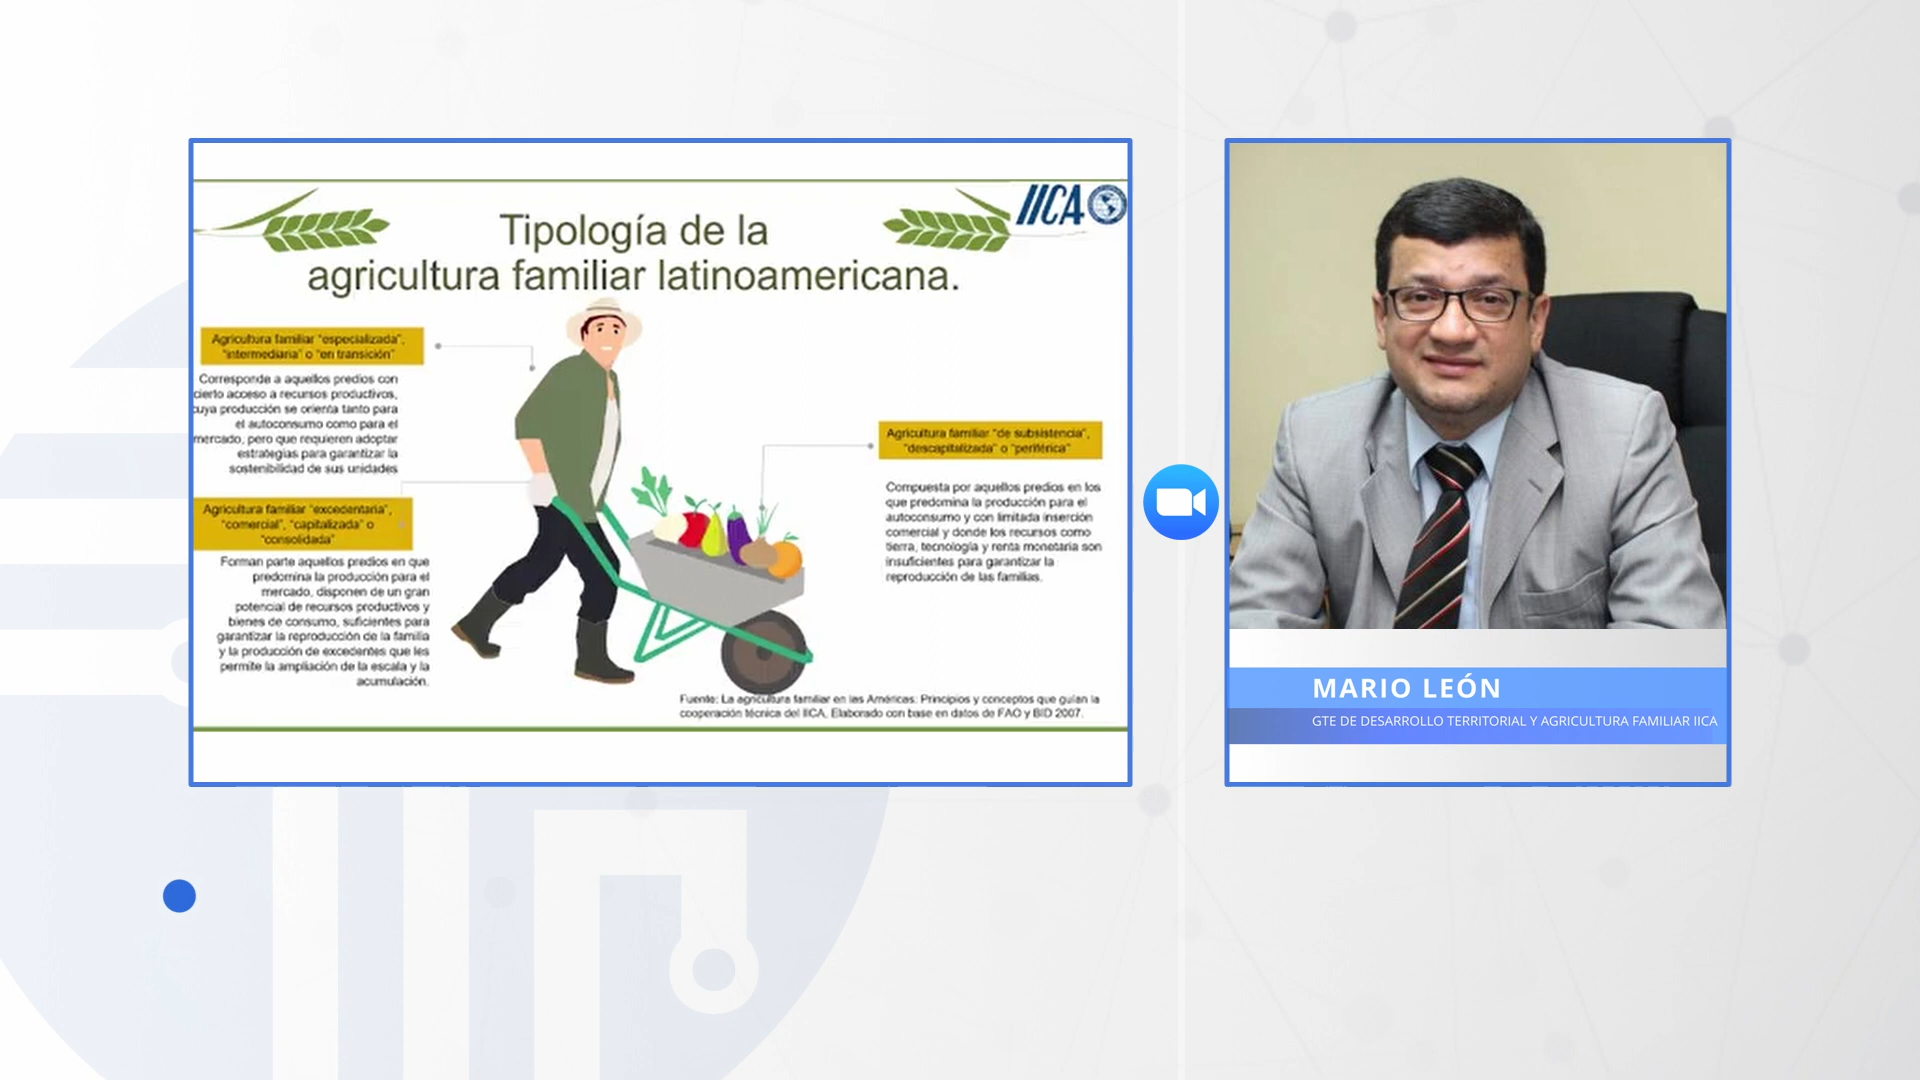 IICA
Tipología de la
agricultura familiar latinoamericana.
Agricultura familiar "especializada",
"intermediaria" o "en transición"
Corresponde a aquellos predios con
cierto acceso a recursos productivos,
cuya producción se orienta tanto para
el autoconsumo como para el
mercado, pero que requieren adoptar
estrategias para garantizar la
sostenibilidad de sus unidades
Agricultura familiar "excedentaria",
"comercial", "capitalizada" o
"consolidada"
Forman parte aquellos predios en que
predomina la producción para el
mercado, disponen de un gran
potencial de recursos productivos y
bienes de consumo, suficientes para
garantizar la reproducción de la familia
y la producción de excedentes que les
permite la ampliación de la escala y la
acumulación.
Agricultura familiar "de subsistencia",
"descapitalizada" o "periférica"
Compuesta por aquellos predios en los
que predomina la producción para el
autoconsumo y con limitada inserción
comercial y donde los recursos como
tierra, tecnología y renta monetaria son
insuficientes para garantizar la
reproducción de las familias.
Fuente: La agricultura familiar en las Américas: Principios y conceptos que guían la
cooperación técnica del IICA, Elaborado con base en datos de FAO y BID 2007.
MARIO LEÓN
GTE DE DESARROLLO TERRITORIAL Y AGRICULTURA FAMILIAR IICA